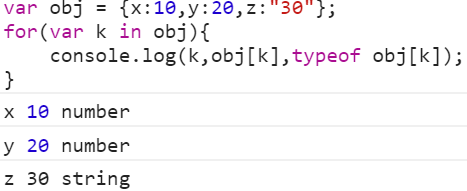 var obj = {x:10,y:20,z:"30"};
for(var k in obj){
    console.log(k,obj[k],typeof obj[k]);
}
x 10 number
y 20 number
z 30 string